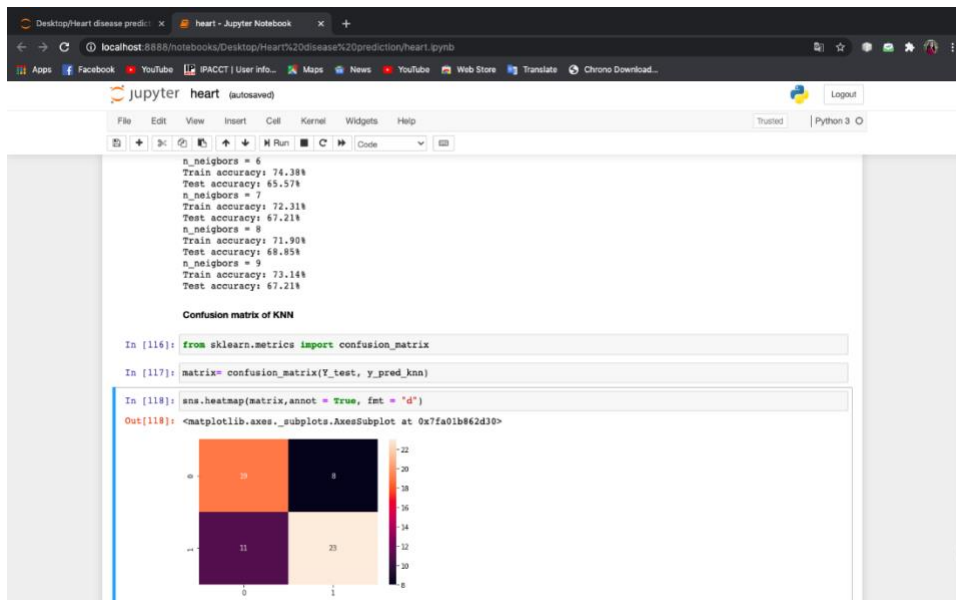 Desktop/Heart disease predict
heart - Jupyter Notebook
localhost:8888/notebooks/Desktop/Heart%20disease%20prediction/heart.ipynb
Apps Facebook YouTube IPACCT | User info... Maps News YouTube Web Store Translate Chrono Download...
jupyter heart (autosaved)
Logout
File Edit View Insert Cell Kernel Widgets Help
Trusted Python 3
Run Code
n_neigbors = 6
Train accuracy: 74.38%
Test accuracy: 65.57%
n_neigbors = 7
Train accuracy: 72.31%
Test accuracy: 67.21%
n_neigbors = 8
Train accuracy: 71.90%
Test accuracy: 68.85%
n_neigbors = 9
Train accuracy: 73.14%
Test accuracy: 67.21%
Confusion matrix of KNN
In [116]: from sklearn.metrics import confusion_matrix
In [117]: matrix= confusion_matrix(Y_test, y_pred_knn)
In [118]: sns.heatmap(matrix,annot = True, fmt = "d")
Out[118]: <matplotlib.axes._subplots.AxesSubplot at 0x7fa01b862d30>
22
20
0 19 8
18
16
14
1 11 23 12
10
8
0 1